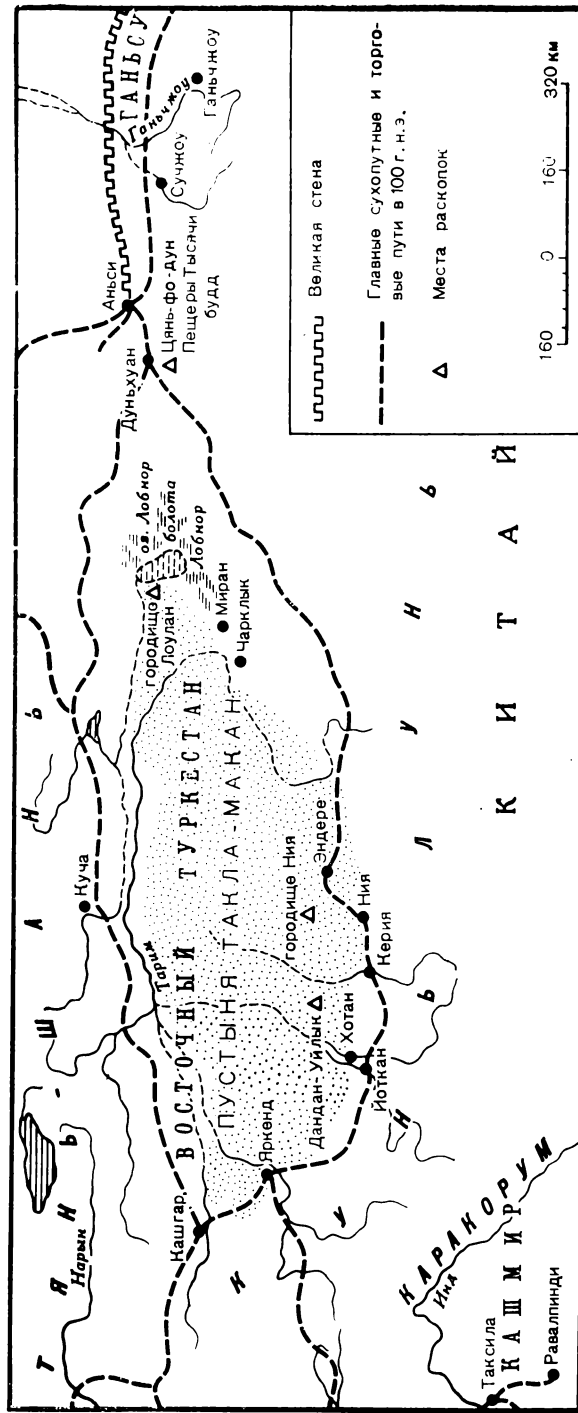 ТЯНЬ-ШАНЬ
Нарын
Куча
Тарим
ВОСТОЧНЫЙ ТУРКЕСТАН
ПУСТЫНЯ ТАКЛА-МАКАН
Кашгар
Яркенд
Дандан-Уйлык
Хотан
Йоткан
Керия
Ния
городище Ния
Эндере
городище
Лоулан
оз. Лобнор
болота
Лобнор
Миран
Чарклык
Дуньхуан
Аньси
Цянь-фо-дун
Пещеры Тысячи
будд
Сучжоу
Ганьчжоу
Ганьчжоу
ГАНЬСУ
КУНЬЛУНЬ
КИТАЙ
КАРАКОРУМ
Инд
КАШМИР
Таксила
Равалпинди
Великая стена
Главные сухопутные и торго-
вые пути в 100 г. н.э.
Места раскопок
160 0 160 320 км